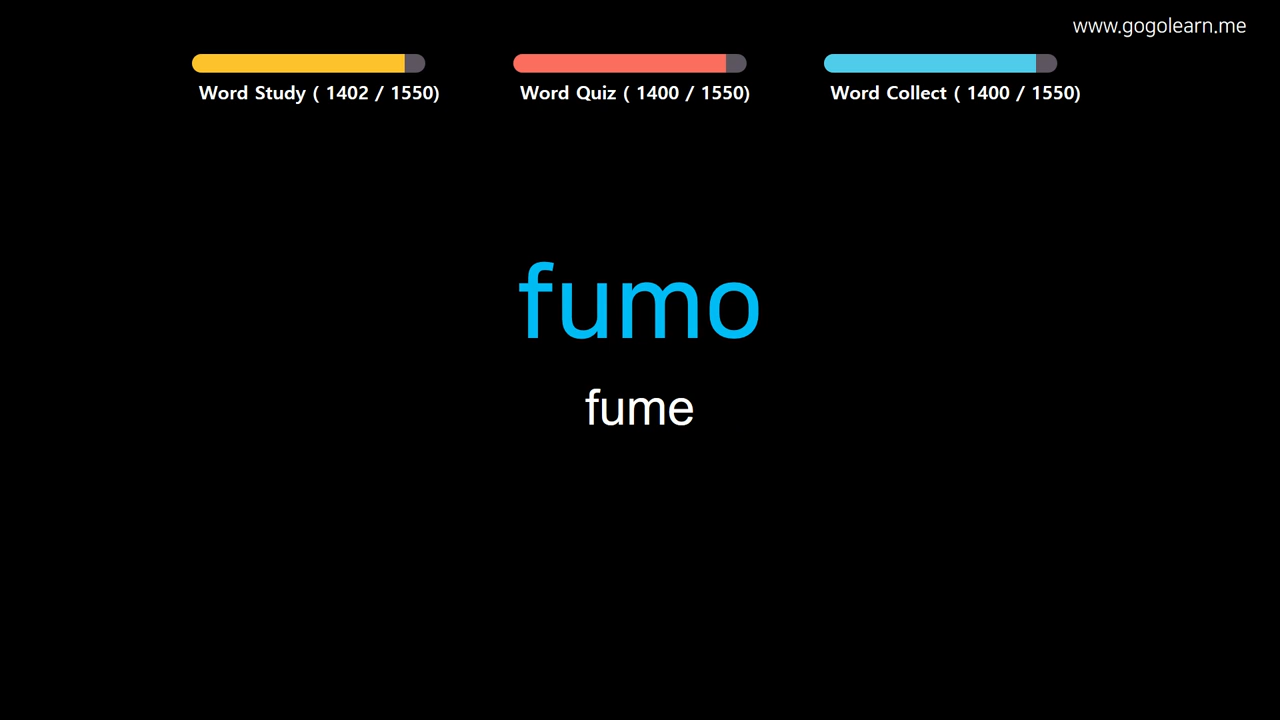 www.gogolearn.me
Word Study ( 1402 / 1550)
Word Quiz ( 1400 / 1550)
Word Collect ( 1400 / 1550)
fumo
fume